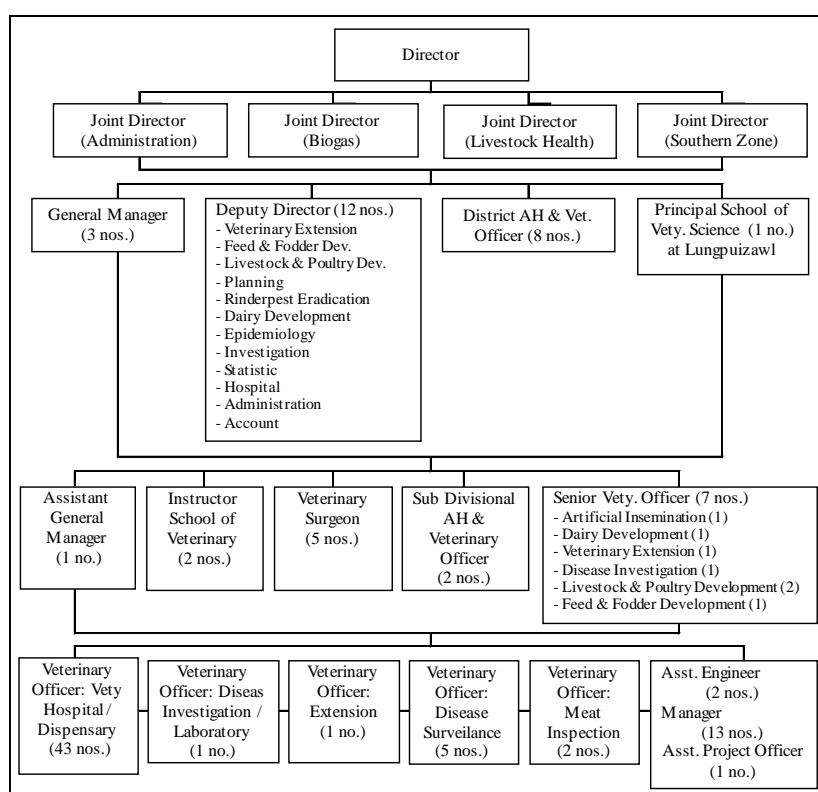 Director
Joint Director
(Administration)
Joint Director
(Biogas)
Joint Director
(Livestock Health)
Joint Director
(Southern Zone)
General Manager
(3 nos.)
Deputy Director (12 nos.)
- Veterinary Extension
- Feed & Fodder Dev.
- Livestock & Poultry Dev.
- Planning
- Rinderpest Eradication
- Dairy Development
- Epidemiology
- Investigation
- Statistic
- Hospital
- Administration
- Account
District AH & Vet.
Officer (8 nos.)
Principal School of
Vety. Science (1 no.)
at Lungpuizawl
Assistant
General
Manager
(1 no.)
Instructor
School of
Veterinary
(2 nos.)
Veterinary
Surgeon
(5 nos.)
Sub Divisional
AH &
Veterinary
Officer
(2 nos.)
Senior Vety. Officer (7 nos.)
- Artificial Insemination (1)
- Dairy Development (1)
- Veterinary Extension (1)
- Disease Investigation (1)
- Livestock & Poultry Development (2)
- Feed & Fodder Development (1)
Veterinary
Officer: Vety
Hospital/
Dispensary
(43 nos.)
Veterinary
Officer: Diseas
Investigation /
Laboratory
(1 no.)
Veterinary
Officer:
Extension
(1 no.)
Veterinary
Officer:
Disease
Surveilance
(5 nos.)
Veterinary
Officer:
Meat
Inspection
(2 nos.)
Asst. Engineer
(2 nos.)
Manager
(13 nos.)
Asst. Project Officer
(1 no.)